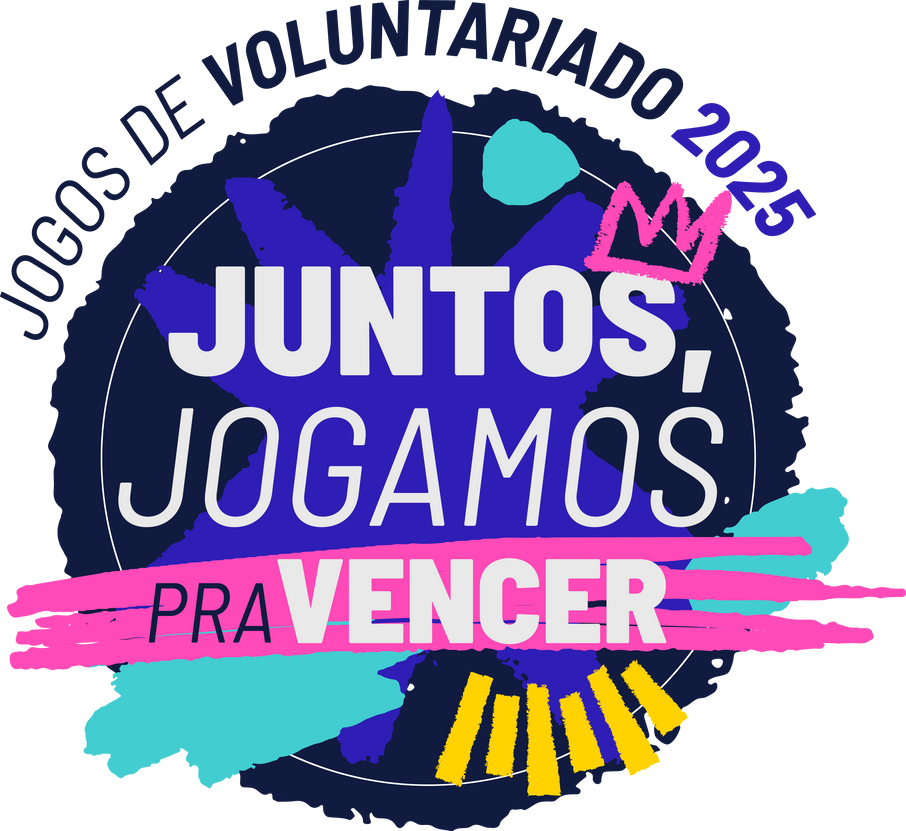 JOGOS DE VOLUNTARIADO 2025
JUNTOS,
JOGAMOS
PRA VENCER